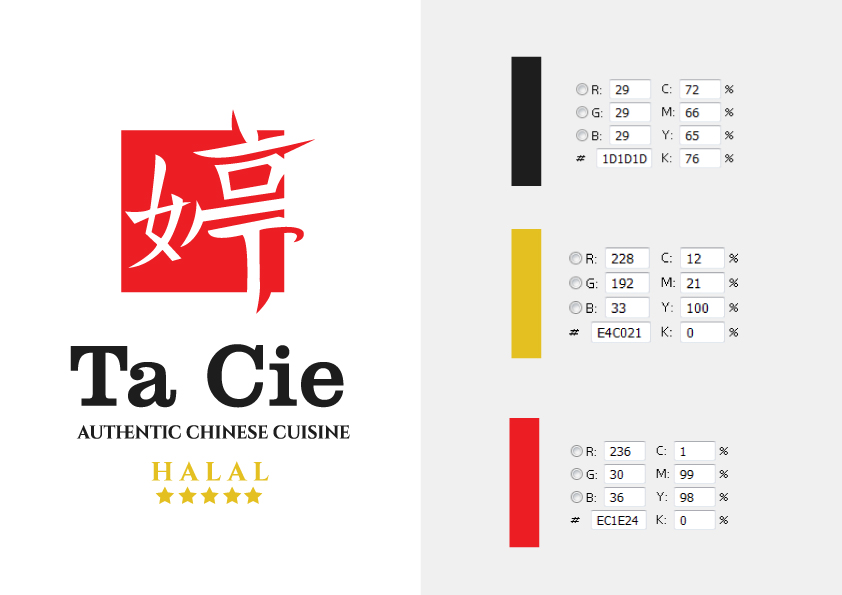 婷
Ta Cie
AUTHENTIC CHINESE CUISINE
HALAL
R: 29 C: 72 %
G: 29 M: 66 %
B: 29 Y: 65 %
# 1D1D1D K: 76 %
R: 228 C: 12 %
G: 192 M: 21 %
B: 33 Y: 100 %
# E4C021 K: 0 %
R: 236 C: 1 %
G: 30 M: 99 %
B: 36 Y: 98 %
# EC1E24 K: 0 %